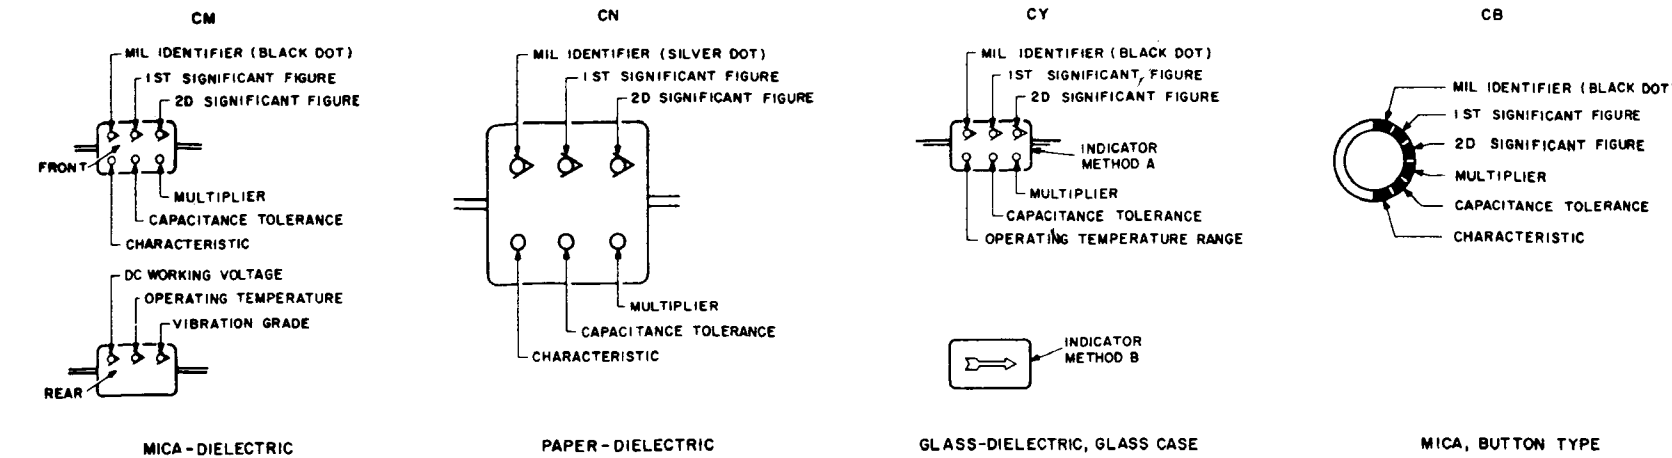 CM
MIL IDENTIFIER (BLACK DOT)
1ST SIGNIFICANT FIGURE
2D SIGNIFICANT FIGURE
FRONT
MULTIPLIER
CAPACITANCE TOLERANCE
CHARACTERISTIC
DC WORKING VOLTAGE
OPERATING TEMPERATURE
VIBRATION GRADE
REAR
MICA-DIELECTRIC
CN
MIL IDENTIFIER (SILVER DOT)
1ST SIGNIFICANT FIGURE
2D SIGNIFICANT FIGURE
MULTIPLIER
CAPACITANCE TOLERANCE
CHARACTERISTIC
PAPER-DIELECTRIC
CY
MIL IDENTIFIER (BLACK DOT)
1ST SIGNIFICANT FIGURE
2D SIGNIFICANT FIGURE
INDICATOR
METHOD A
MULTIPLIER
CAPACITANCE TOLERANCE
OPERATING TEMPERATURE RANGE
INDICATOR
METHOD B
GLASS-DIELECTRIC, GLASS CASE
CB
MIL IDENTIFIER (BLACK DOT
1ST SIGNIFICANT FIGURE
2D SIGNIFICANT FIGURE
MULTIPLIER
CAPACITANCE TOLERANCE
CHARACTERISTIC
MICA, BUTTON TYPE